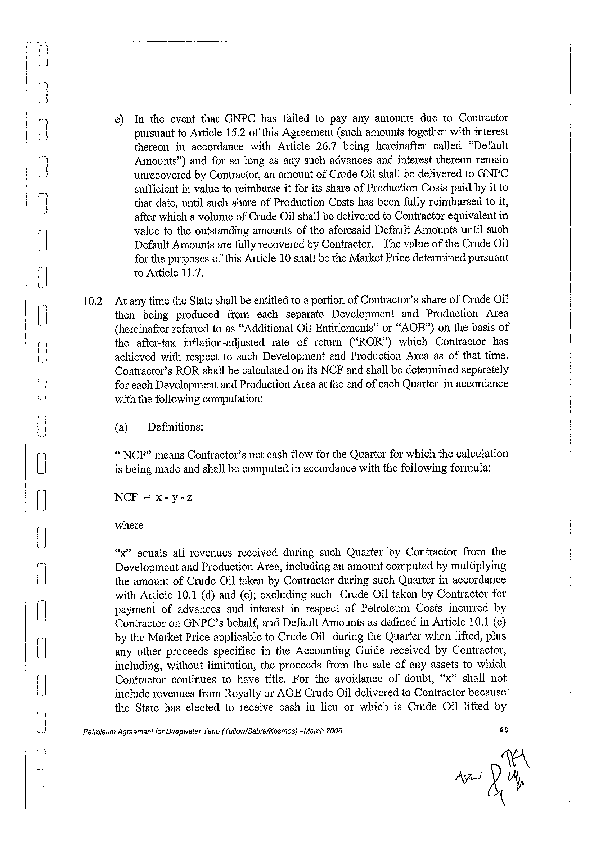 e) In the event that GNPC has failed to pay any amounts due to Contractor
pursuant to Article 15.2 of this Agreement (such amounts together with interest
thereon in accordance with Article 26.7 being hereinafter called "Default
Amounts") and for so long as any such advances and interest thereon remain
unrecovered by Contractor, an amount of Crude Oil shall be delivered to GNPC
sufficient in value to reimburse it for its share of Production Costs paid by it to
that date, until such share of Production Costs has been fully reimbursed to it,
after which a volume of Crude Oil shall be delivered to Contractor equivalent in
value to the outstanding amounts of the aforesaid Default Amounts until such
Default Amounts are fully recovered by Contractor. The value of the Crude Oil
for the purposes of this Article 10 shall be the Market Price determined pursuant
to Article 11.7.
10.2 At any time the State shall be entitled to a portion of Contractor's share of Crude Oil
then being produced from each separate Development and Production Area
(hereinafter referred to as "Additional Oil Entitlements" or "AOE") on the basis of
the after-tax inflation-adjusted rate of return ("ROR") which Contractor has
achieved with respect to such Development and Production Area as of that time.
Contractor's ROR shall be calculated on its NCF and shall be determined separately
for each Development and Production Area at the end of each Quarter in accordance
with the following computation:
(a) Definitions:
" NCF" means Contractor's net cash flow for the Quarter for which the calculation
is being made and shall be computed in accordance with the following formula:
NCF = x - y - z
where
"x" equals all revenues received during such Quarter by Contractor from the
Development and Production Area, including an amount computed by multiplying
the amount of Crude Oil taken by Contractor during such Quarter in accordance
with Article 10.1 (d) and (e); excluding such Crude Oil taken by Contractor for
payment of advances and interest in respect of Petroleum Costs incurred by
Contractor on GNPC's behalf, and Default Amounts as defined in Article 10.1 (e)
by the Market Price applicable to Crude Oil during the Quarter when lifted, plus
any other proceeds specified in the Accounting Guide received by Contractor,
including, without limitation, the proceeds from the sale of any assets to which
Contractor continues to have title. For the avoidance of doubt, "x" shall not
include revenues from Royalty or AOE Crude Oil delivered to Contractor because
the State has elected to receive cash in lieu or which is Crude Oil lifted by
Petroleum Agreement for Deepwater Tano (Tullow/Sabre/Kosmos) –March 2006